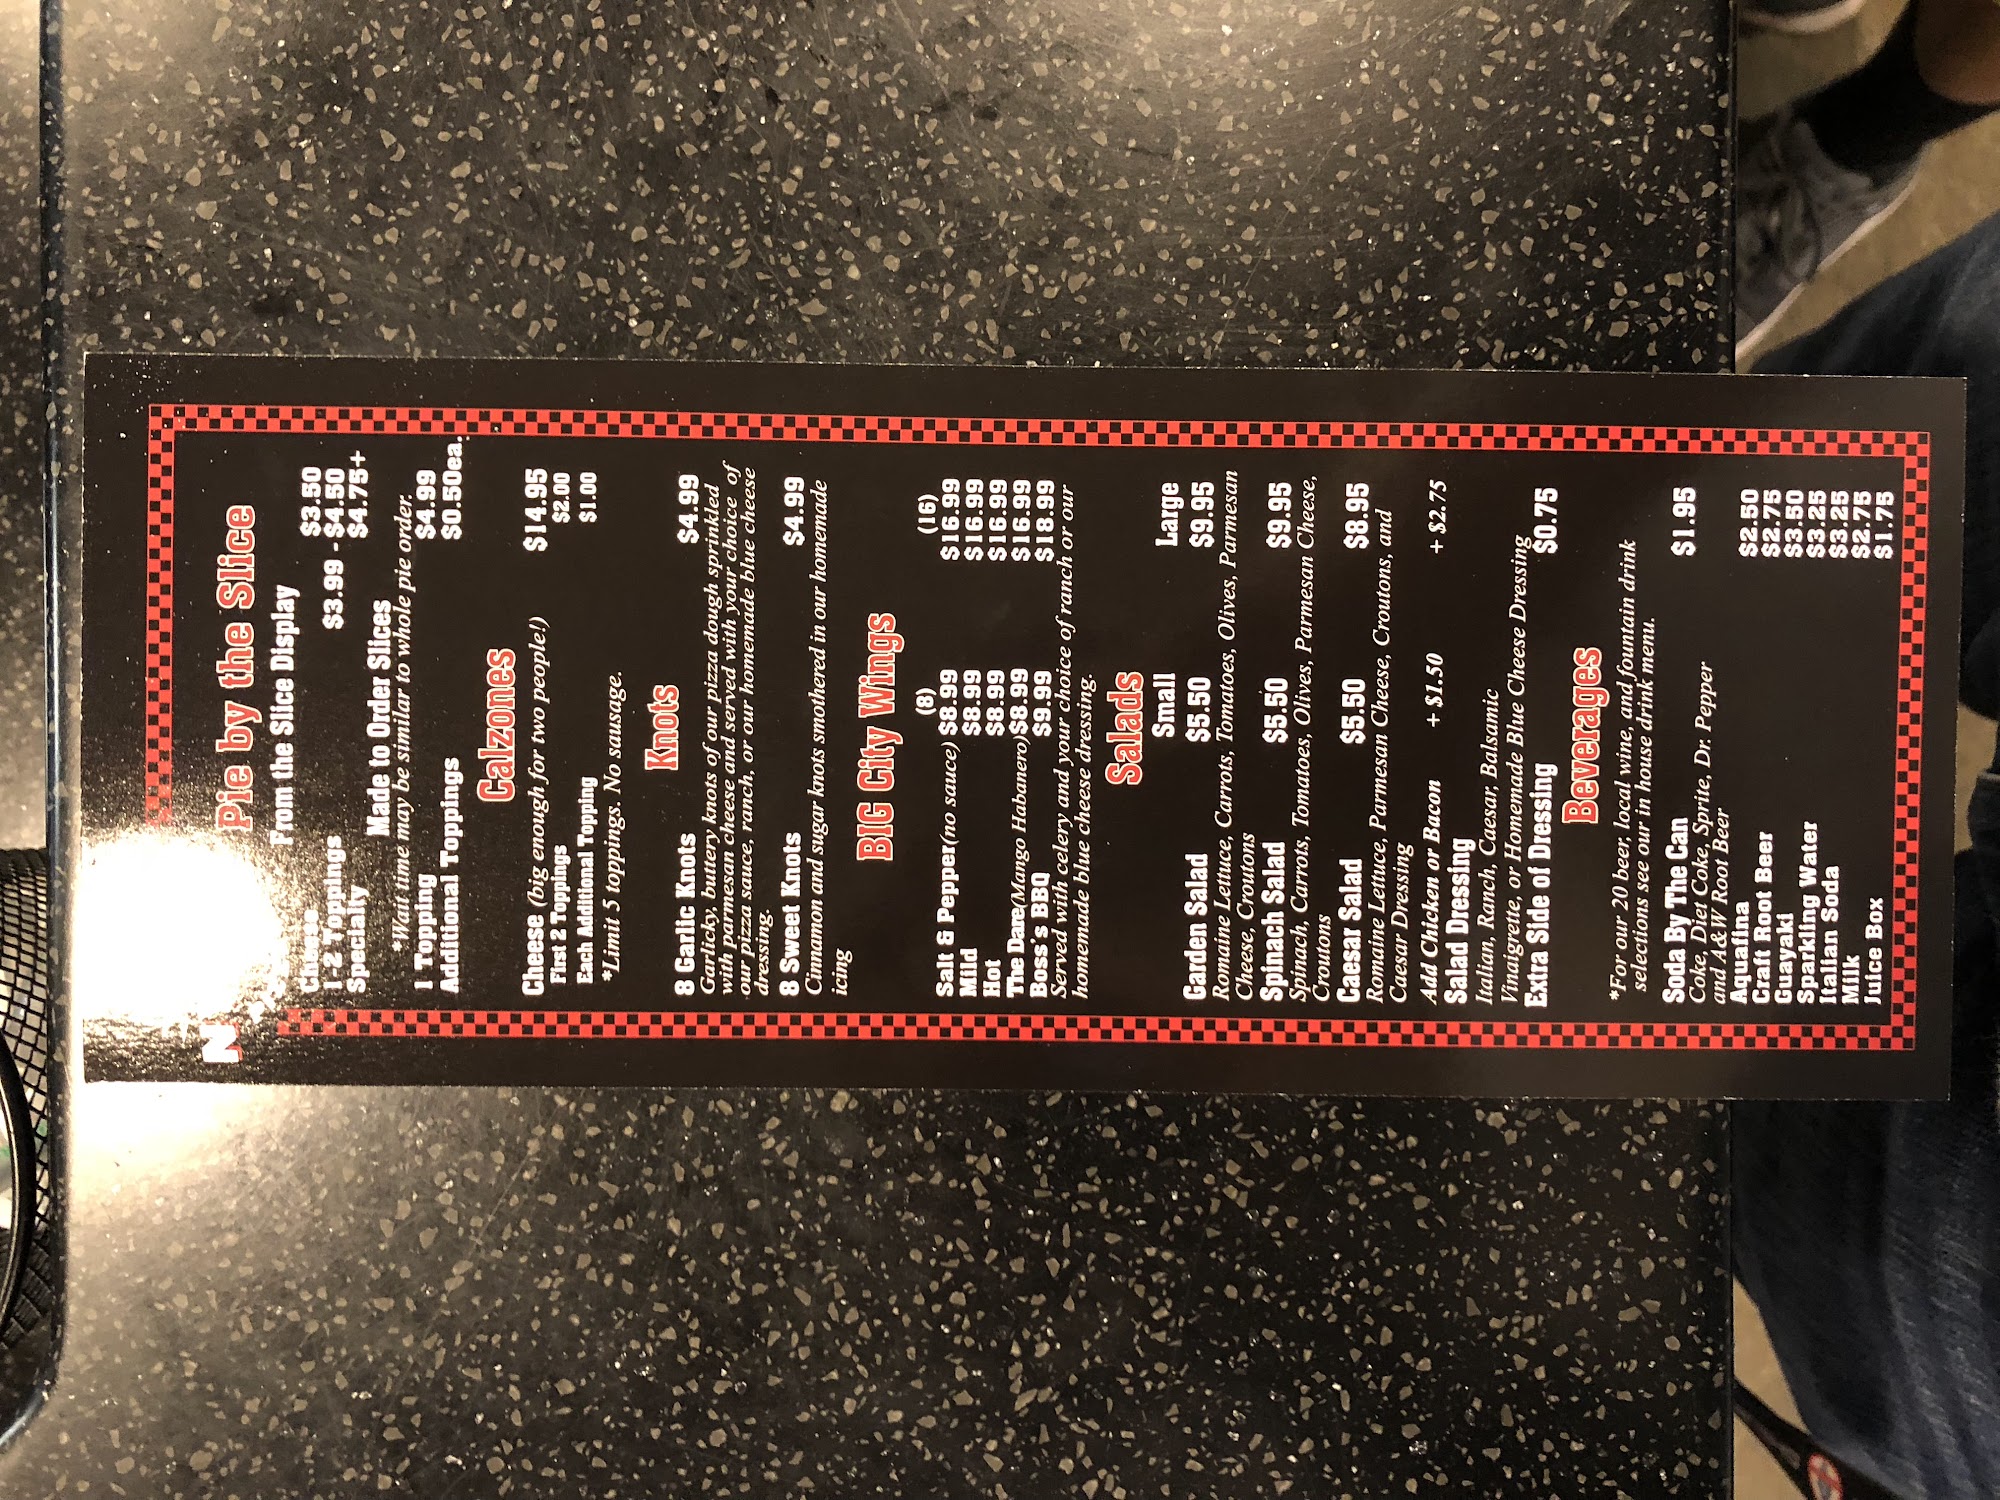 N
Pie by the Slice
From the Slice Display
Cheese $3.50
1-2 Toppings $3.99 - $4.50
Specialty $4.75+
Made to Order Slices
*Wait time may be similar to whole pie order.
1 Topping $4.99
Additional Toppings $0.50ea.
Calzones
Cheese (big enough for two people!) $14.95
First 2 Toppings $2.00
Each Additional Topping $1.00
*Limit 5 toppings. No sausage.
Knots
8 Garlic Knots $4.99
Garlicky, buttery knots of our pizza dough sprinkled
with parmesan cheese and served with your choice of
our pizza sauce, ranch, or our homemade blue cheese
dressing.
8 Sweet Knots $4.99
Cinnamon and sugar knots smothered in our homemade
icing
BIG City Wings
(8) (16)
Salt & Pepper(no sauce) $8.99 $16.99
Mild $8.99 $16.99
Hot $8.99 $16.99
The Dane(Mango Habanero) $8.99 $16.99
Boss's BBQ $9.99 $18.99
Served with celery and your choice of ranch or our
homemade blue cheese dressing.
Salads
Small Large
Garden Salad $5.50 $9.95
Romaine Lettuce, Carrots, Tomatoes, Olives, Parmesan
Cheese, Croutons
Spinach Salad $5.50 $9.95
Spinach, Carrots, Tomatoes, Olives, Parmesan Cheese,
Croutons
Caesar Salad $5.50 $8.95
Romaine Lettuce, Parmesan Cheese, Croutons, and
Caesar Dressing
Add Chicken or Bacon + $1.50 + $2.75
Salad Dressing
Italian, Ranch, Caesar, Balsamic
Vinaigrette, or Homemade Blue Cheese Dressing
Extra Side of Dressing $0.75
Beverages
*For our 20 beer, local wine, and fountain drink
selections see our in house drink menu.
Soda By The Can $1.95
Coke, Diet Coke, Sprite, Dr. Pepper
and A&W Root Beer
Aquafina $2.50
Craft Root Beer $2.75
Guayaki $3.50
Sparkling Water $3.25
Italian Soda $3.25
Milk $2.75
Juice Box $1.75